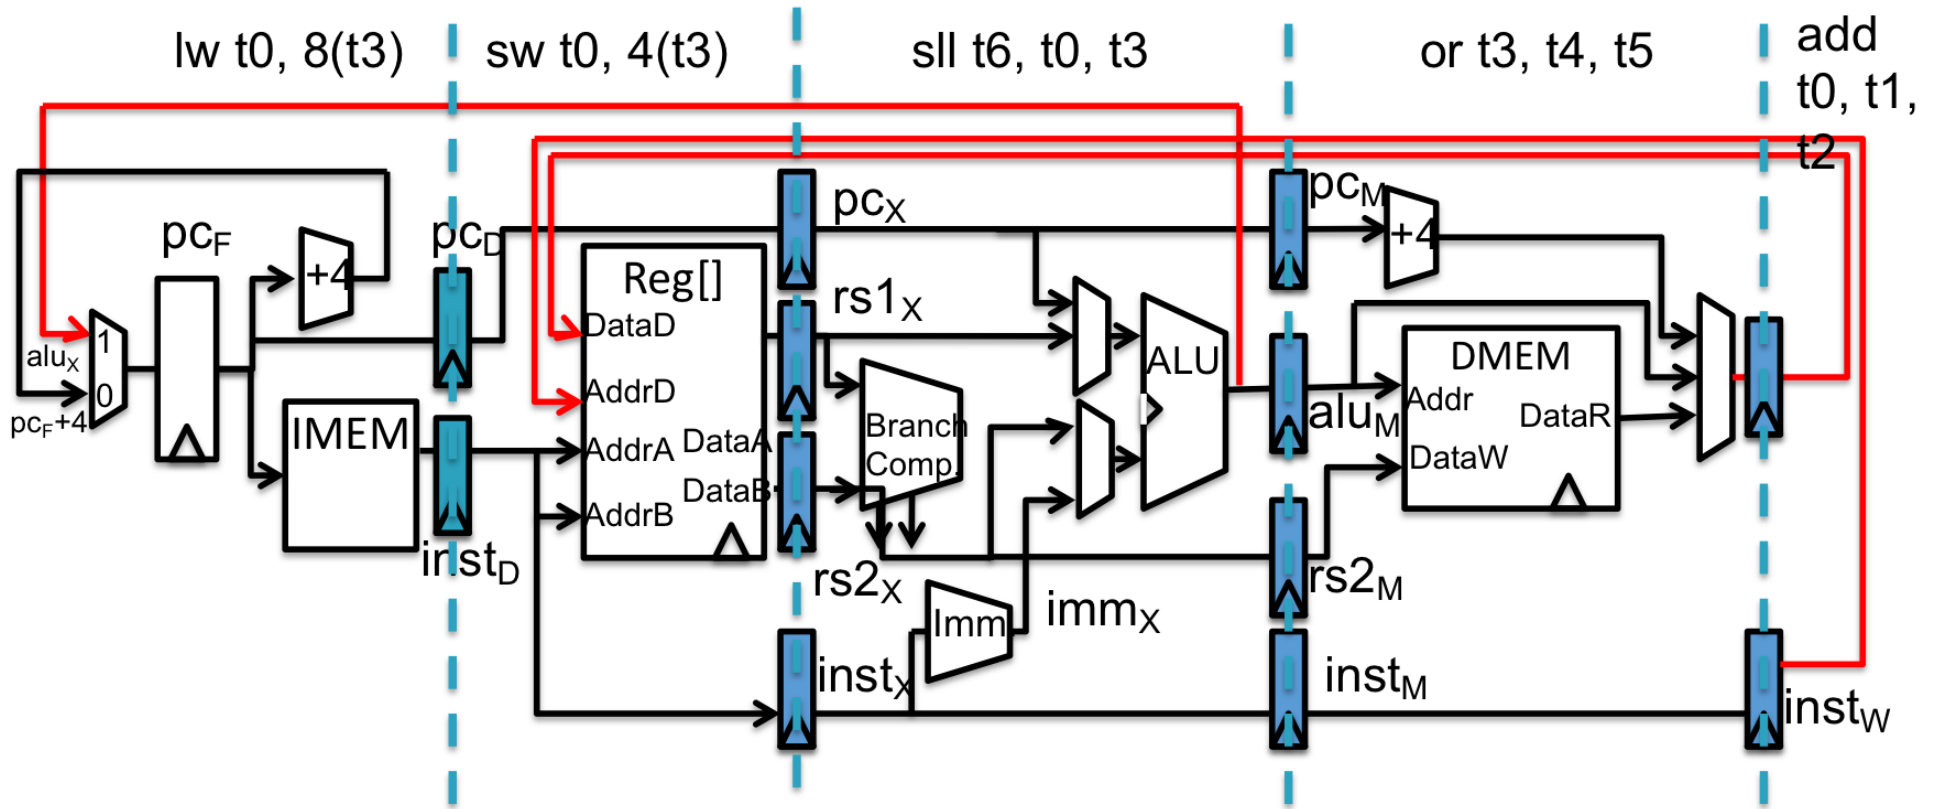 lw t0, 8(t3)
sw t0, 4(t3)
sll t6, t0, t3
or t3, t4, t5
add
t0, t1,
t2
pcF
pcD
pcX
pcM
+4
+4
Reg[]
DataD
AddrD
AddrA
AddrB
DataA
DataB
rs1X
ALU
DMEM
Addr
DataR
DataW
aluX
1
0
pcF+4
IMEM
Branch
Comp.
aluM
instD
rs2X
Imm
immX
rs2M
instX
instM
instW